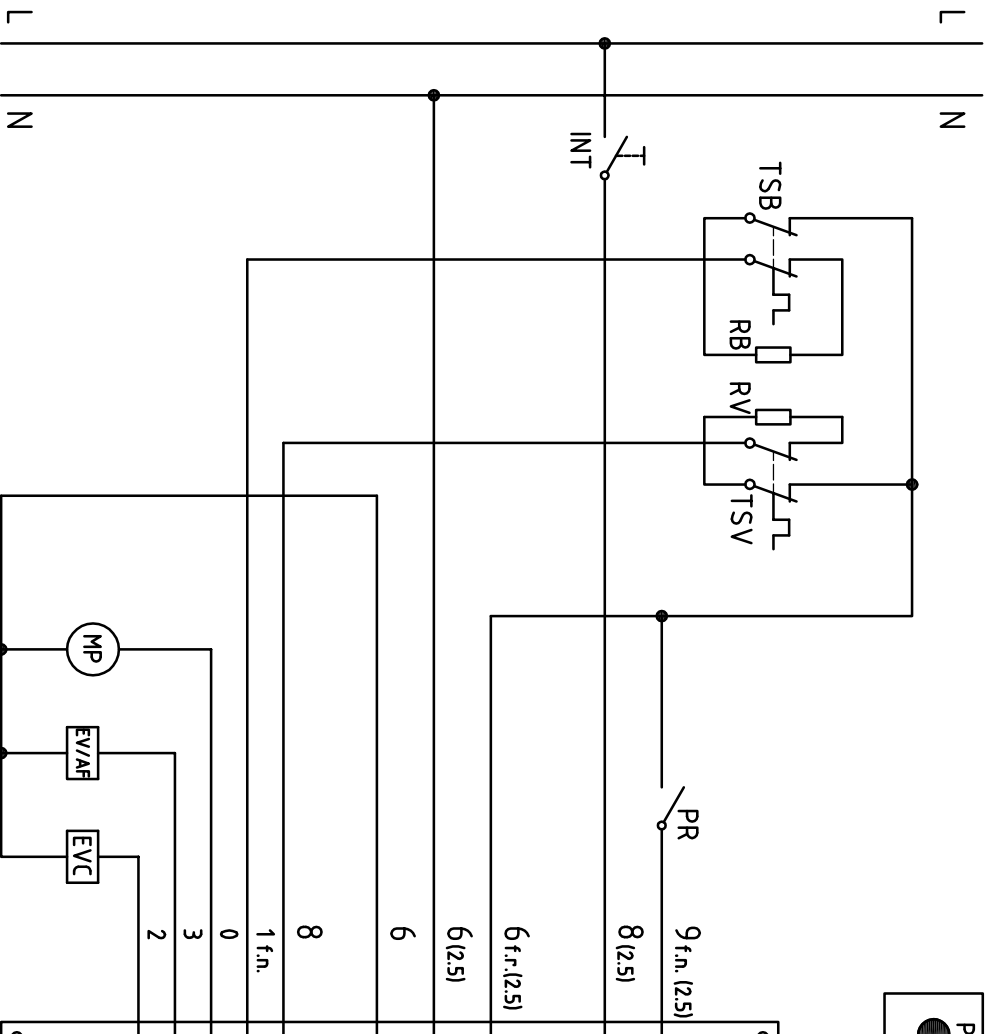 L
L
N
N
INT
TSB
RB
RV
TSV
MP
EV/AF
EVC
PR
2
3
0
1 f.n.
8
6
6 (2.5)
6 f.r.(2.5)
8 (2.5)
9 f.n. (2.5)
P